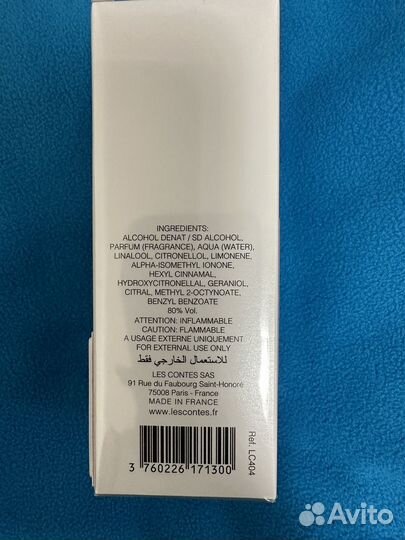 INGREDIENTS:
ALCOHOL DENAT / SD ALCOHOL,
PARFUM (FRAGRANCE), AQUA (WATER),
LINALOOL, CITRONELLOL, LIMONENE,
ALPHA-ISOMETHYL IONONE,
HEXYL CINNAMAL,
HYDROXYCITRONELLAL, GERANIOL,
CITRAL, METHYL 2-OCTYNOATE,
BENZYL BENZOATE
80% Vol.
ATTENTION: INFLAMMABLE
CAUTION: FLAMMABLE
A USAGE EXTERNE UNIQUEMENT
FOR EXTERNAL USE ONLY
للاستعمال الخارجي فقط
LES CONTES SAS
91 Rue du Faubourg Saint-Honoré
75008 Paris - France
MADE IN FRANCE
www.lescontes.fr
Ref. LC404
3 760226 171300
Avito